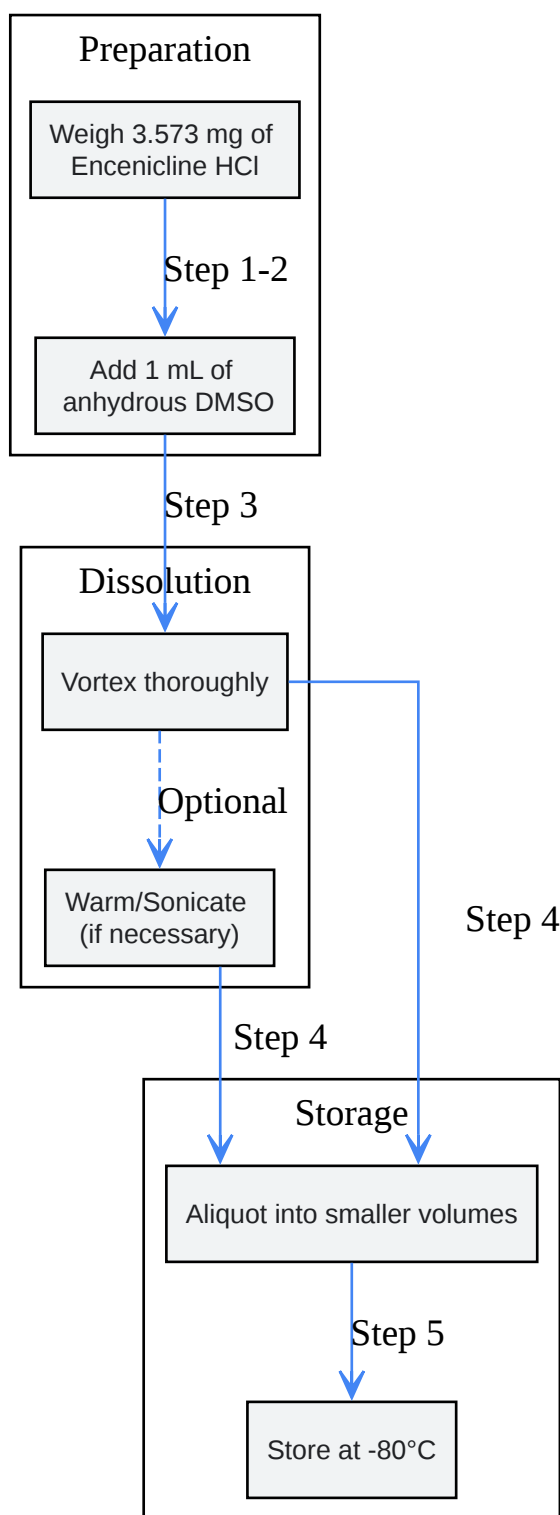 Preparation
Weigh 3.573 mg of
Encenicline HCl
Step 1-2
Add 1 mL of
anhydrous DMSO
Step 3
Dissolution
Vortex thoroughly
Optional
Warm/Sonicate
(if necessary)
Step 4
Step 4
Storage
Aliquot into smaller volumes
Step 5
Store at -80°C